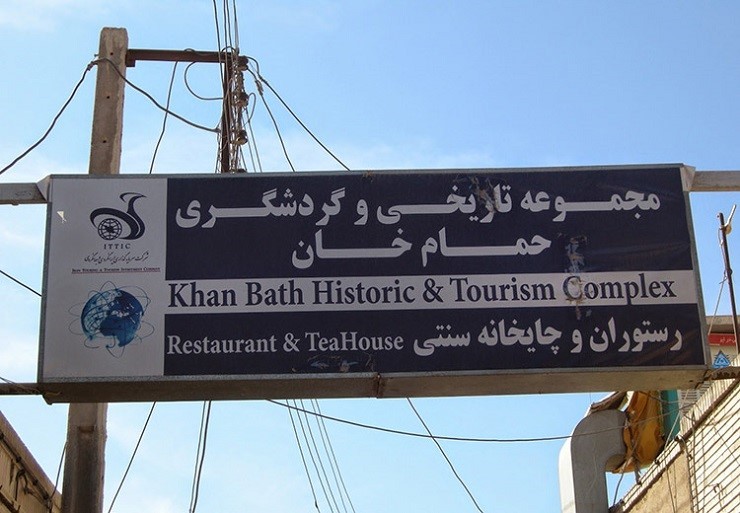 مجموعه تاریخی و گردشگری
حمام خان
ITTIC
Khan Bath Historic & Tourism Complex
رستوران و چایخانه سنتی Restaurant & TeaHouse